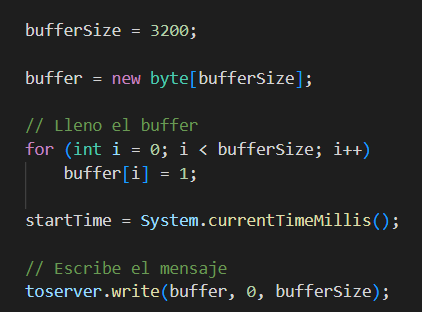 bufferSize = 3200;
buffer = new byte[bufferSize];
// Lleno el buffer
for (int i = 0; i < bufferSize; i++)
buffer[i] = 1;
startTime = System.currentTimeMillis();
// Escribe el mensaje
toserver.write(buffer, 0, bufferSize);